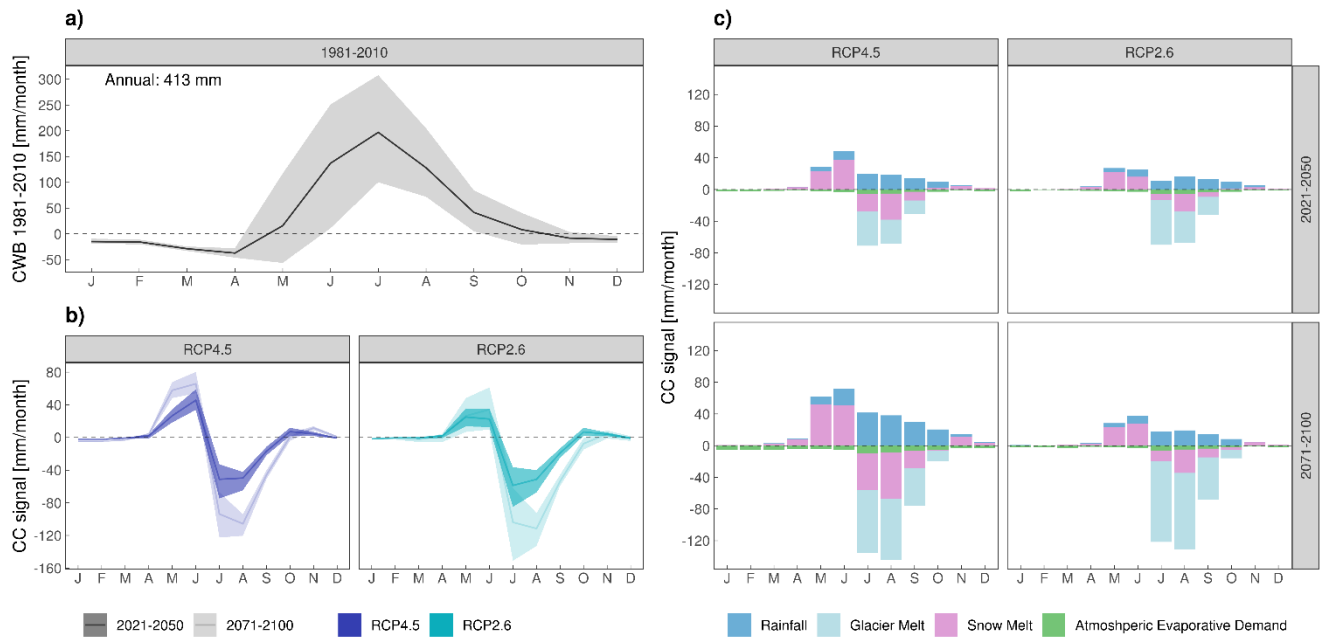 a)
1981-2010
Annual: 413 mm
CWB 1981-2010 [mm/month]
300
250
200
150
100
50
0
-50
J F M A M J J A S O N D
b)
RCP4.5 RCP2.6
CC signal [mm/month]
80
40
0
-40
-80
-120
-160
J F M A M J J A S O N D J F M A M J J A S O N D
2021-2050 2071-2100 RCP4.5 RCP2.6
c)
RCP4.5 RCP2.6
CC signal [mm/month]
120
80
40
0
-40
-80
-120
2021-2050
120
80
40
0
-40
-80
-120
2071-2100
J F M A M J J A S O N D J F M A M J J A S O N D
Rainfall Glacier Melt Snow Melt Atmoshperic Evaporative Demand